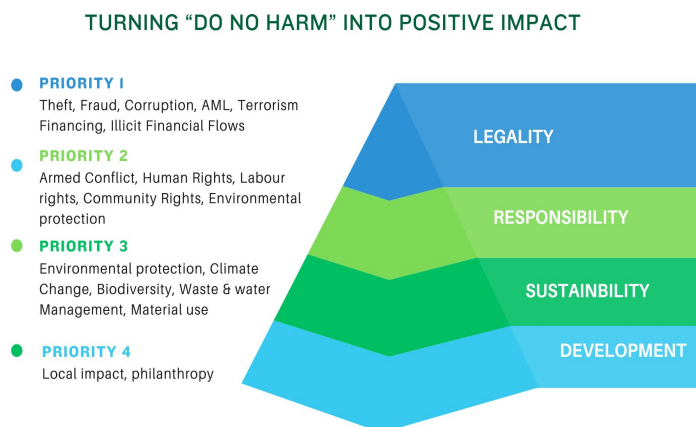 TURNING “DO NO HARM” INTO POSITIVE IMPACT
PRIORITY 1
Theft, Fraud, Corruption, AML, Terrorism
Financing, Illicit Financial Flows
PRIORITY 2
Armed Conflict, Human Rights, Labour
rights, Community Rights, Environmental
protection
PRIORITY 3
Environmental protection, Climate
Change, Biodiversity, Waste & water
Management, Material use
PRIORITY 4
Local impact, philanthropy
LEGALITY
RESPONSIBILITY
SUSTAINBILITY
DEVELOPMENT